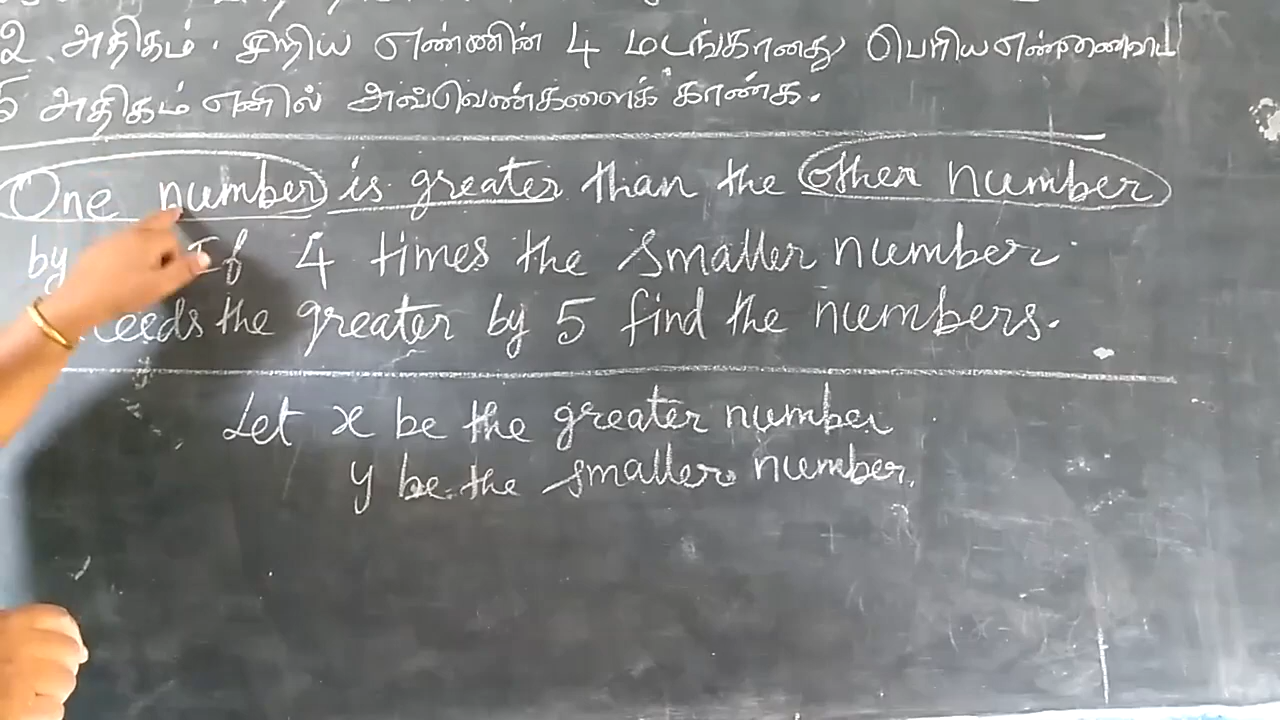 2 அதிகம். சிறிய எண்ணின் 4 மடங்கானது பெரிய எண்ணைவிட
5 அதிகம் எனில் அவ்வெண்களைக் காண்க.
One number is greater than the other number
by If 4 times the smaller number
eeds the greater by 5 find the numbers.
Let x be the greater number
y be the smaller number.